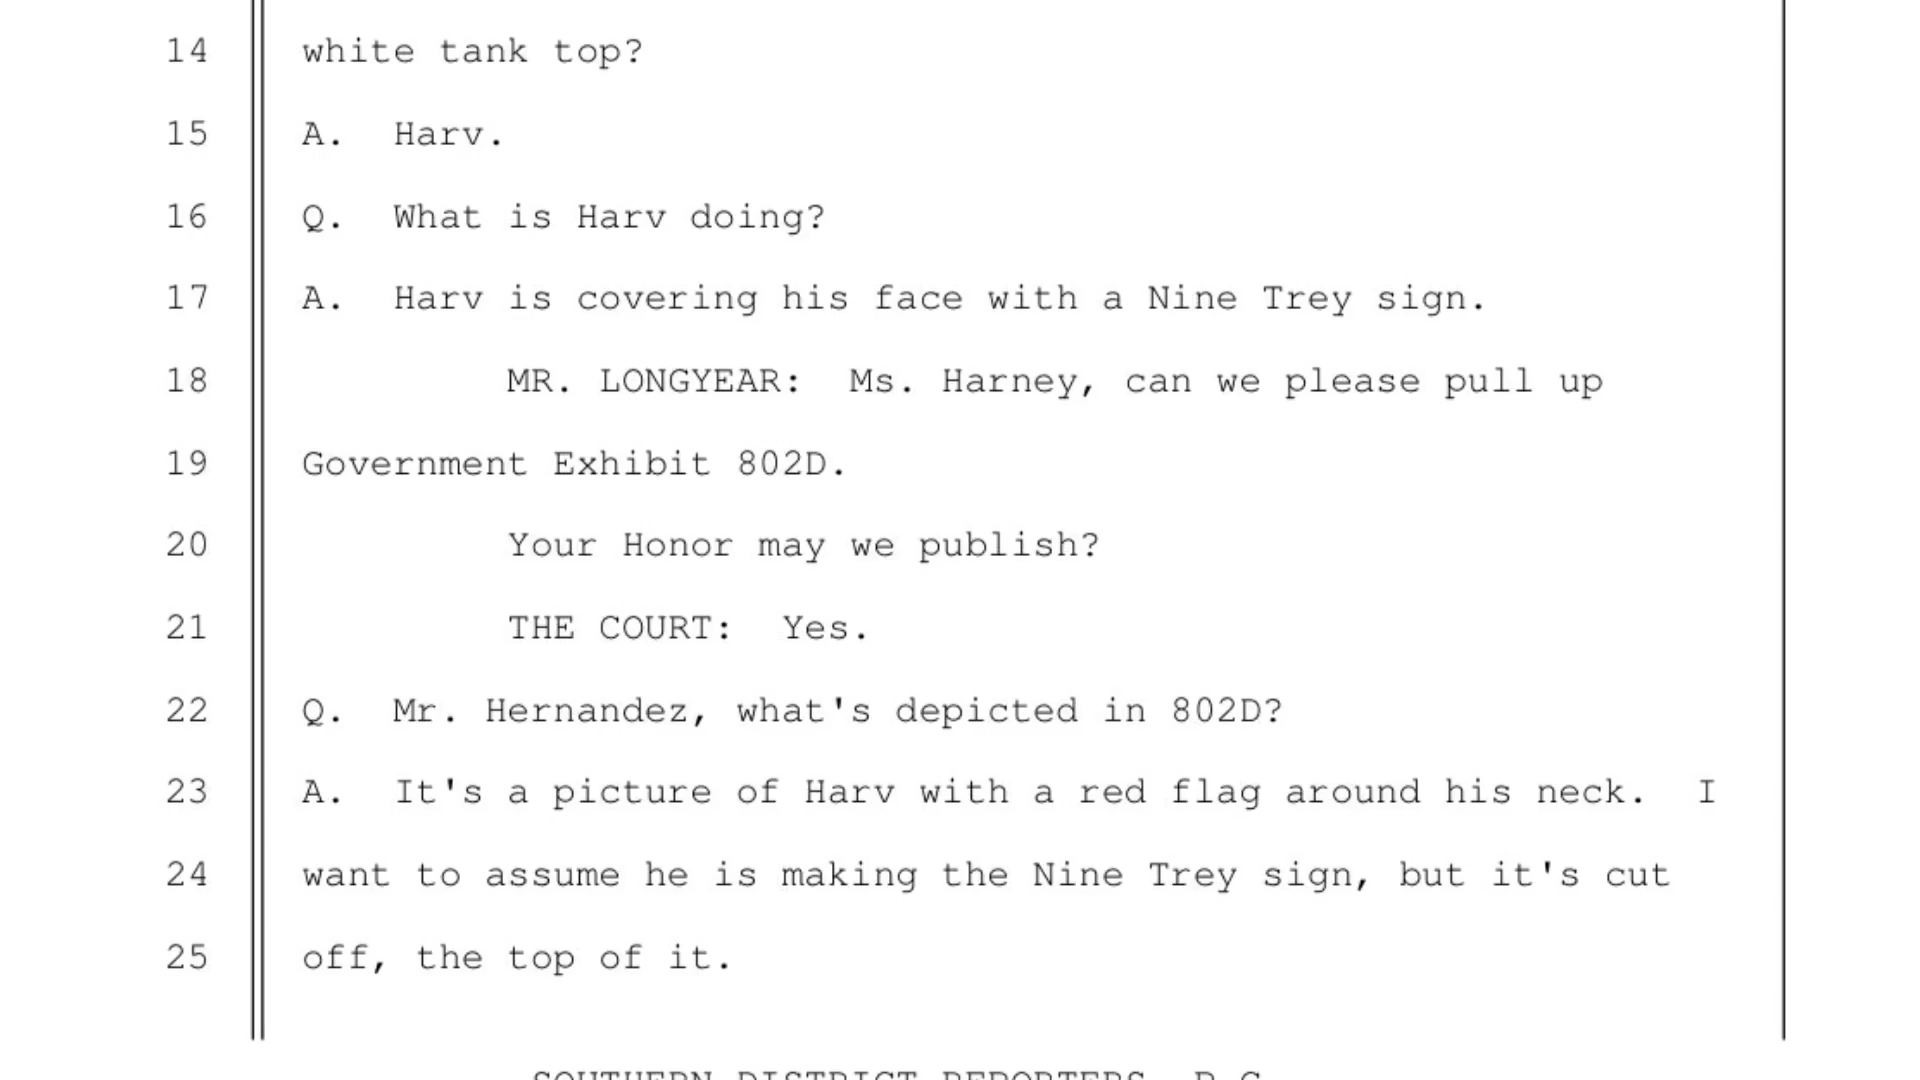 14 white tank top?
15 A. Harv.
16 Q. What is Harv doing?
17 A. Harv is covering his face with a Nine Trey sign.
18 MR. LONGYEAR: Ms. Harney, can we please pull up
19 Government Exhibit 802D.
20 Your Honor may we publish?
21 THE COURT: Yes.
22 Q. Mr. Hernandez, what's depicted in 802D?
23 A. It's a picture of Harv with a red flag around his neck. I
24 want to assume he is making the Nine Trey sign, but it's cut
25 off, the top of it.
SOUTHERN DISTRICT REPORTERS, P.C.